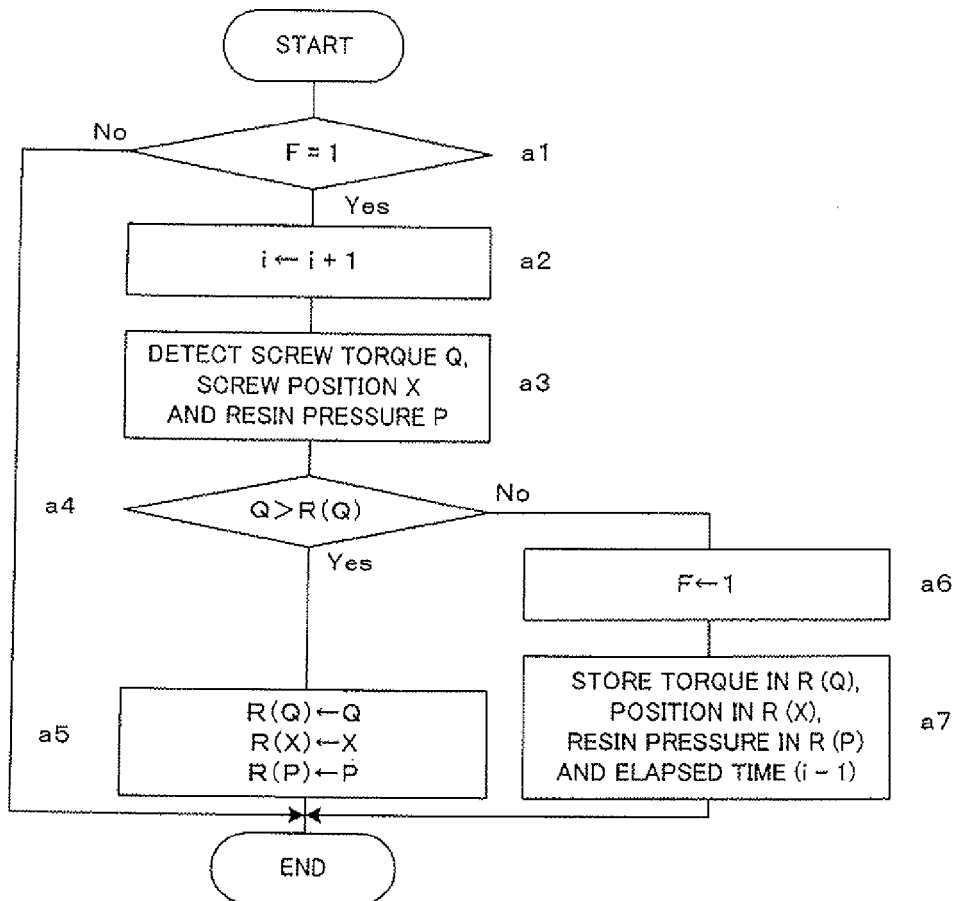 START
No
F = 1
a1
Yes
i ← i + 1
a2
DETECT SCREW TORQUE Q,
SCREW POSITION X
AND RESIN PRESSURE P
a3
a4
Q > R (Q)
No
Yes
F ← 1
a6
a5
R (Q) ← Q
R (X) ← X
R (P) ← P
STORE TORQUE IN R (Q),
POSITION IN R (X),
RESIN PRESSURE IN R (P)
AND ELAPSED TIME (i − 1)
a7
END